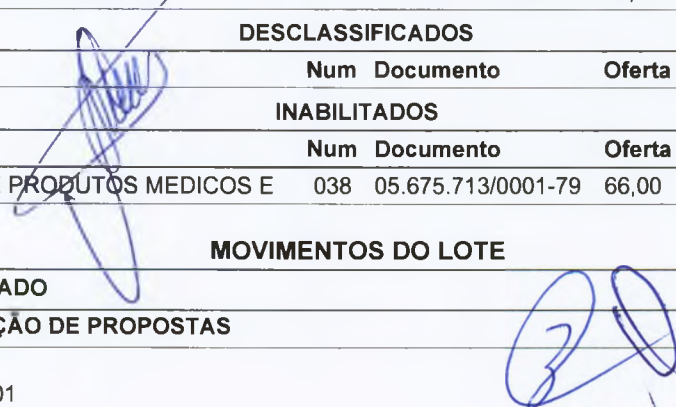 DESCLASSIFICADOS
Num Documento Oferta
INABILITADOS
Num Documento Oferta
PRODUTOS MEDICOS E 038 05.675.713/0001-79 66,00
MOVIMENTOS DO LOTE
ADO
ÇÃO DE PROPOSTAS
01